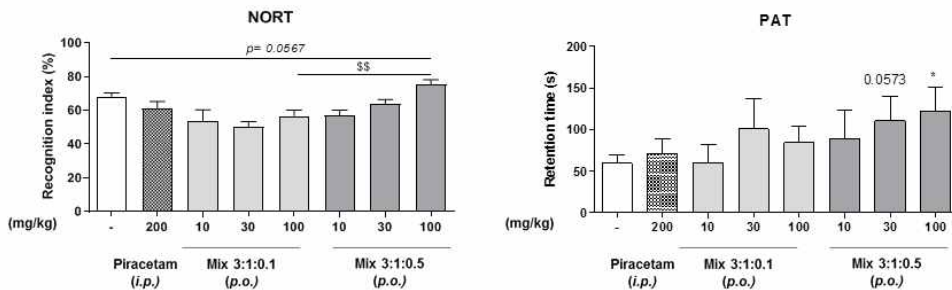 NORT
Recognition index (%)
100
80
60
40
20
0
p= 0.0567
$$
(mg/kg)
- 200 10 30 100 10 30 100
Piracetam Mix 3:1:0.1 Mix 3:1:0.5
(i.p.) (p.o.) (p.o.)
PAT
Retention time (s)
200
150
100
50
0
0.0573 *
(mg/kg)
- 200 10 30 100 10 30 100
Piracetam Mix 3:1:0.1 Mix 3:1:0.5
(i.p.) (p.o.) (p.o.)